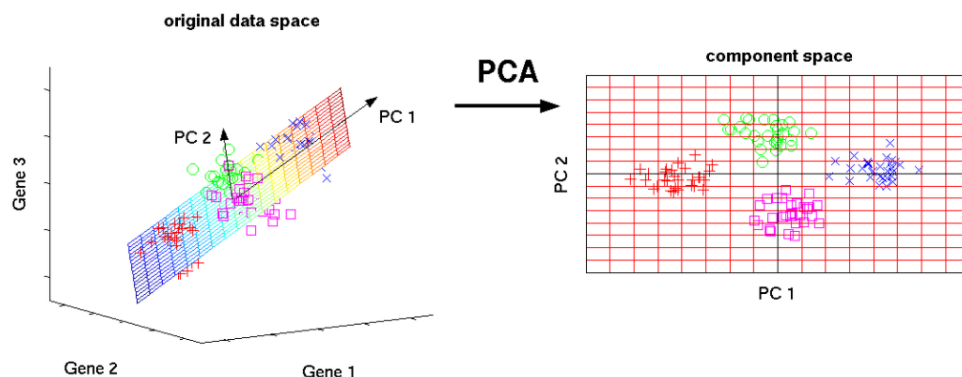 original data space
PCA
component space
PC 1
PC 2
Gene 3
Gene 2
Gene 1
PC 2
PC 1